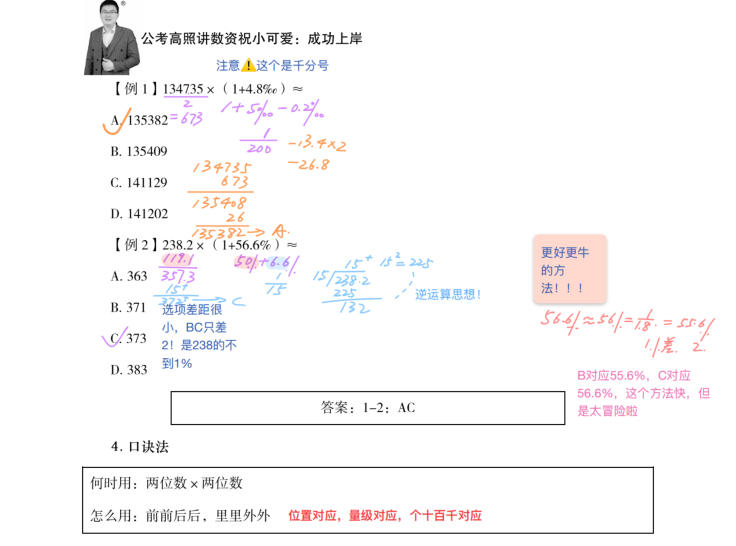 公考高照讲数资祝小可爱：成功上岸
注意⚠️这个是千分号
【例 1】134735 ×（1+4.8‰）≈
2
= 673
1 + 5‰ - 0.2‰
A. 135382
1
200
-13.4 × 2
-26.8
B. 135409
134735
673
C. 141129
135408
26
D. 141202
135382 → A.
【例 2】238.2 ×（1+56.6%）≈
119.1
50% + 6.6%
15⁺
15² = 225
A. 363
357.3
1
15
15
238.2
更好更牛
的方
法！！！
15⁺
225
逆运算思想！
372⁺ → C
132
B. 371
选项差距很
小，BC只差
2！是238的不
到1%
56.6% ≈ 56% = 1/1.8 = 55.6%
1%差 2.
C. 373
D. 383
B对应55.6%，C对应
56.6%，这个方法快，但
是太冒险啦
答案：1-2：AC
4. 口诀法
何时用：两位数 × 两位数
怎么用：前前后后，里里外外 位置对应，量级对应，个十百千对应